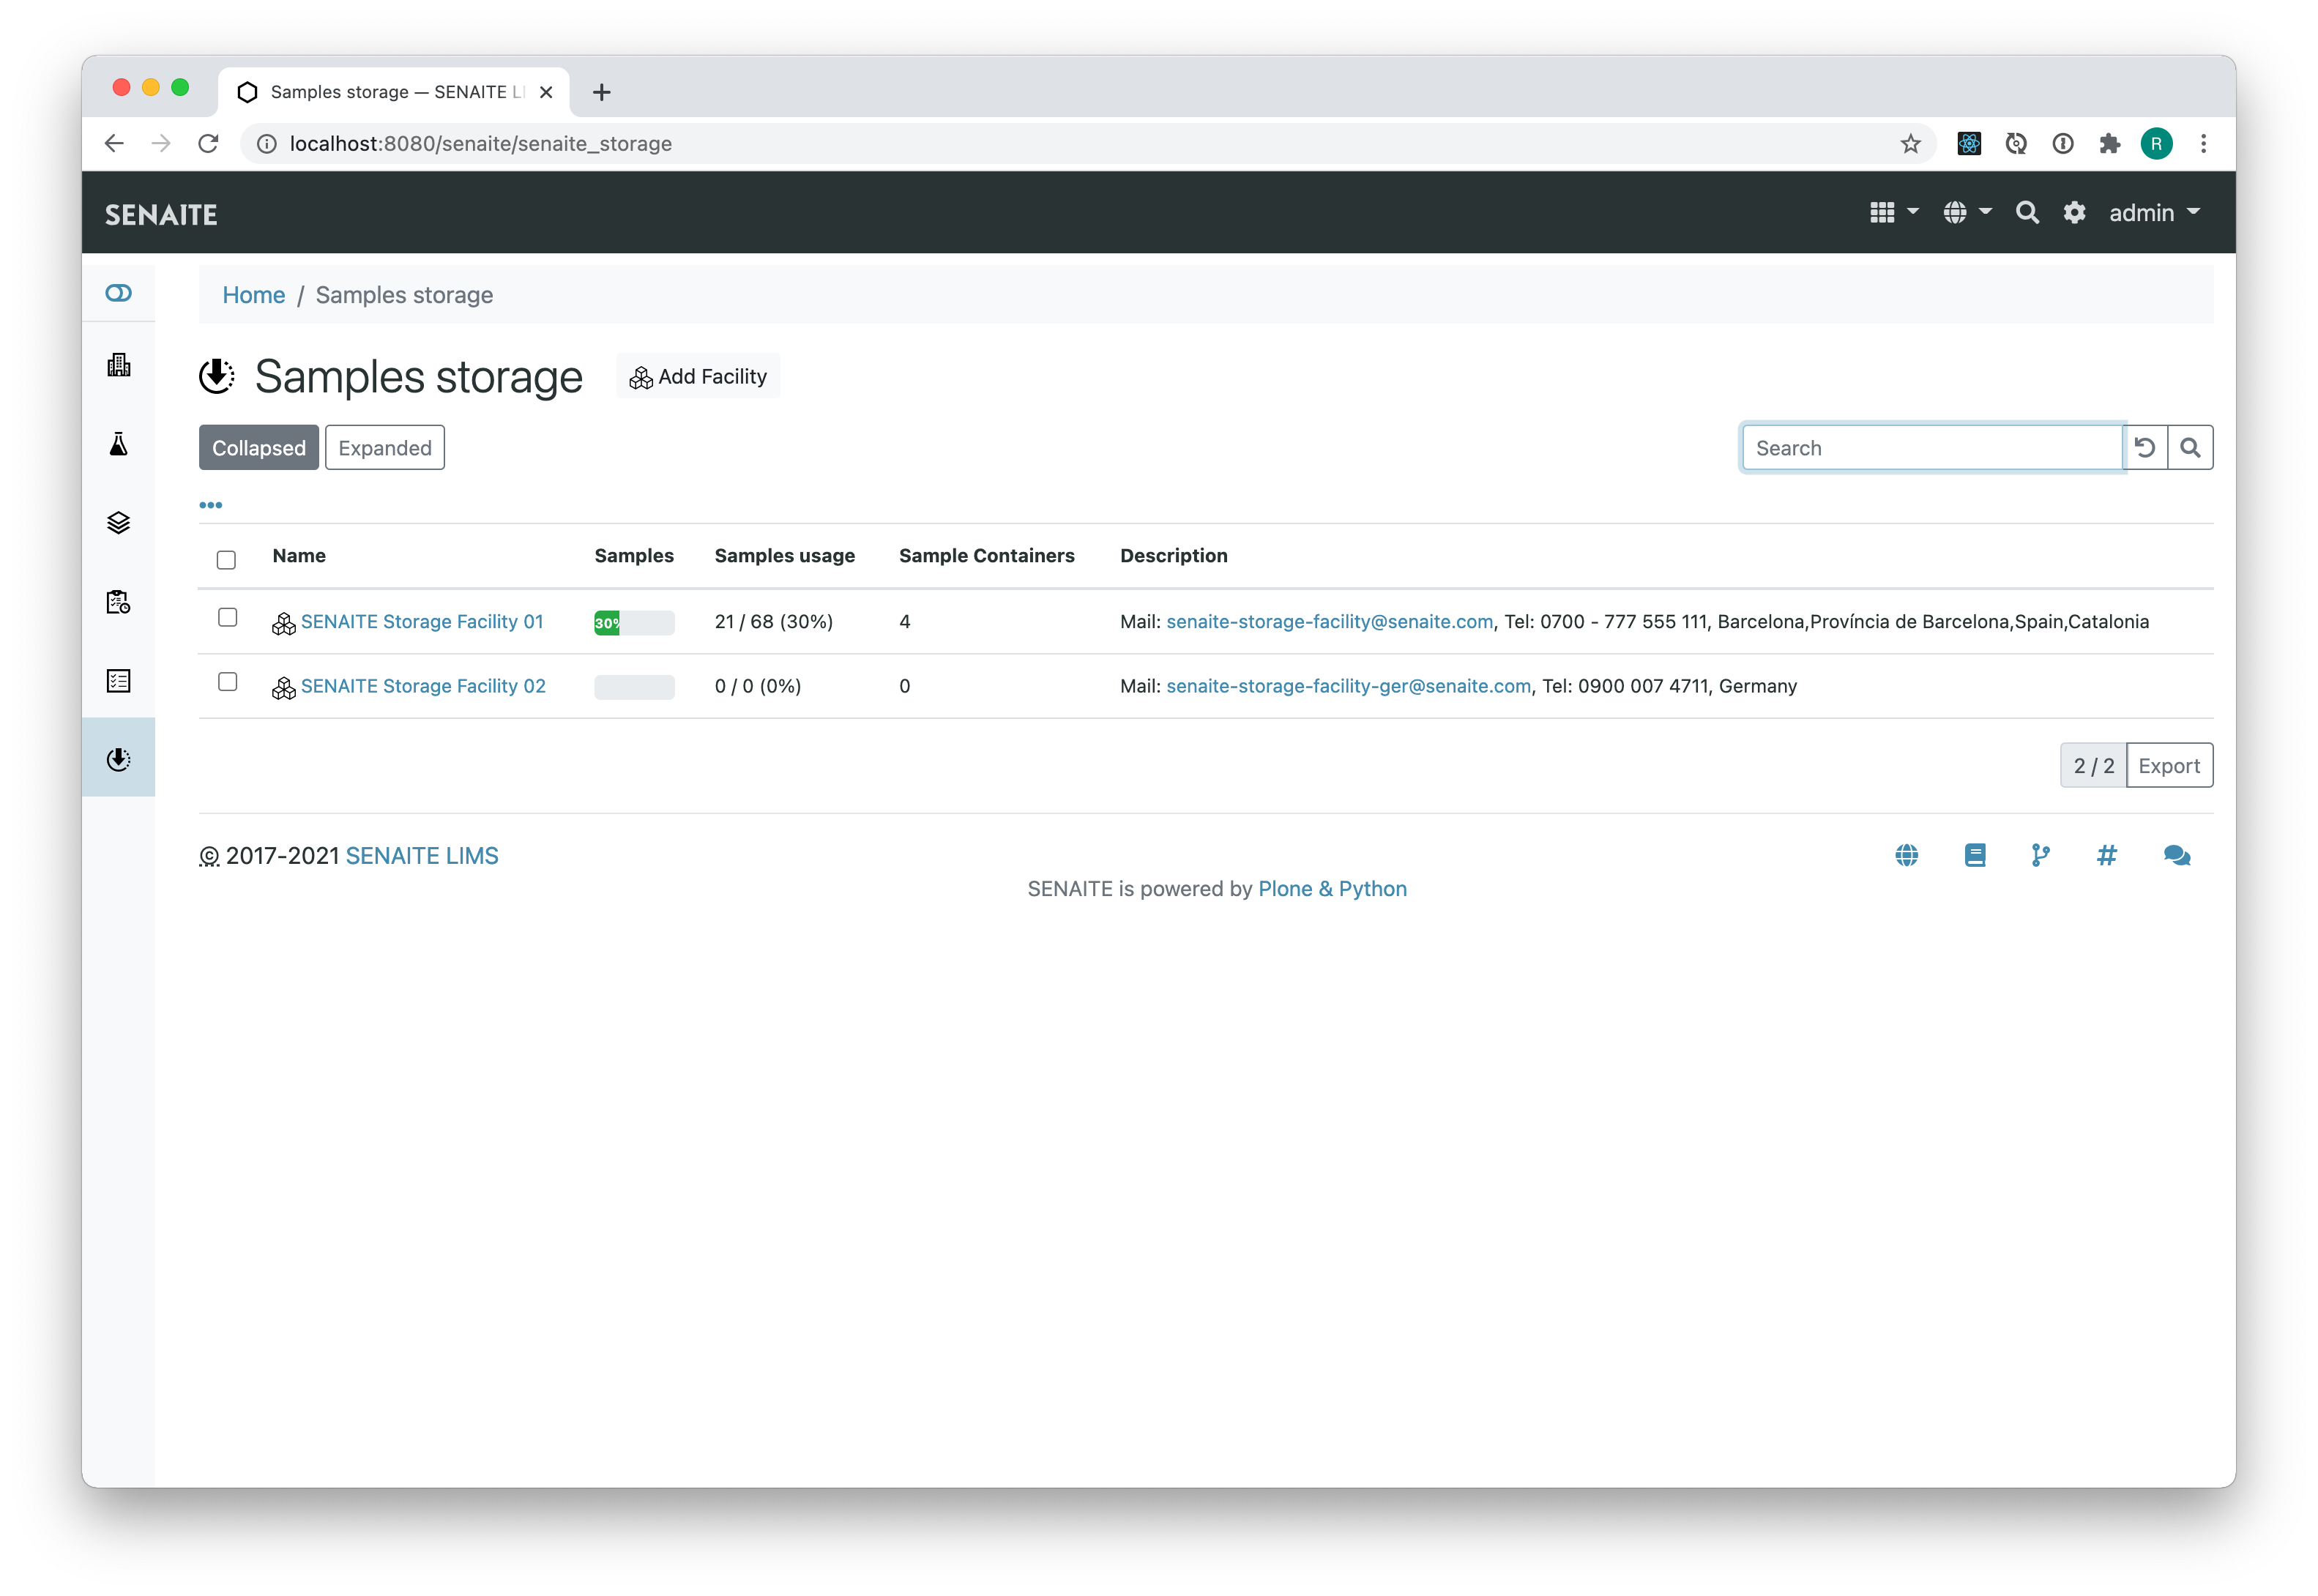 Samples storage — SENAITE LI
localhost:8080/senaite/senaite_storage
R
SENAITE
admin
Home / Samples storage
Samples storage
Add Facility
Collapsed
Expanded
Search
Name Samples Samples usage Sample Containers Description
SENAITE Storage Facility 01 30% 21 / 68 (30%) 4 Mail: senaite-storage-facility@senaite.com, Tel: 0700 - 777 555 111, Barcelona,Província de Barcelona,Spain,Catalonia
SENAITE Storage Facility 02 0 / 0 (0%) 0 Mail: senaite-storage-facility-ger@senaite.com, Tel: 0900 007 4711, Germany
2 / 2 Export
© 2017-2021 SENAITE LIMS
SENAITE is powered by Plone & Python